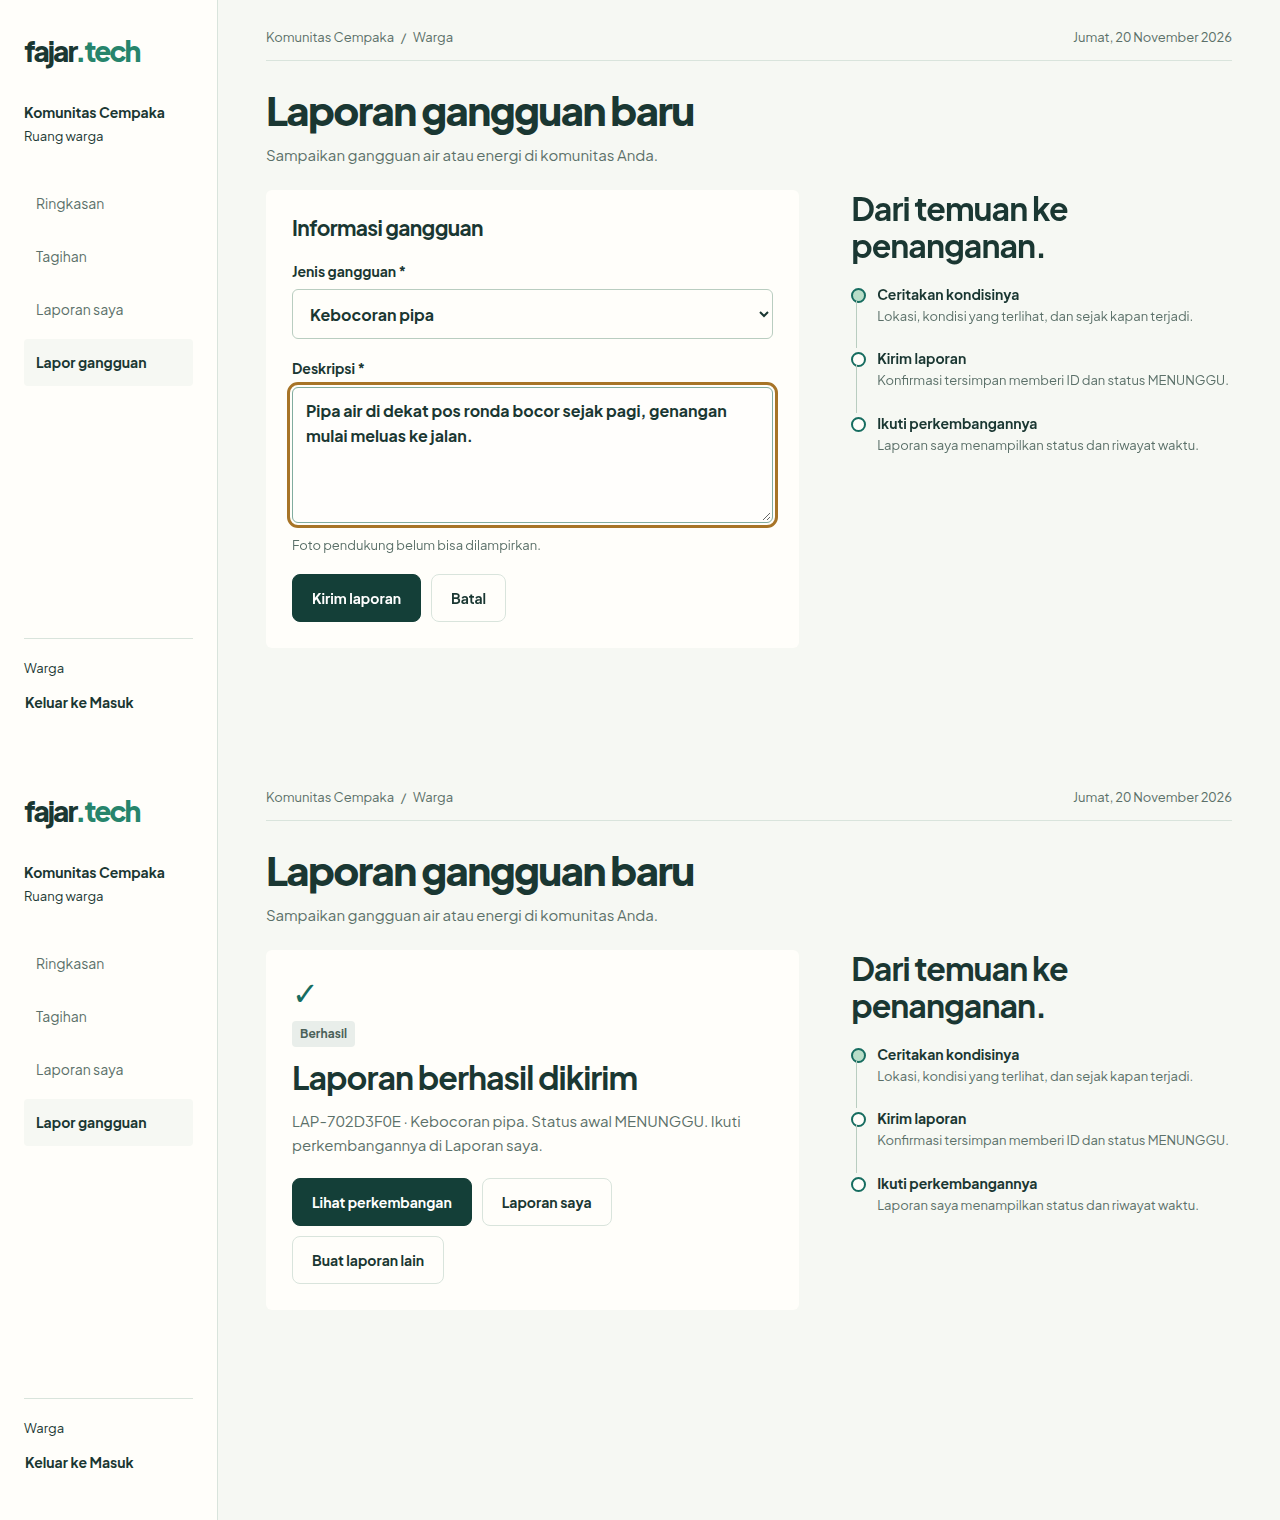 fajar.tech
Komunitas Cempaka
Ruang warga
Ringkasan
Tagihan
Laporan saya
Lapor gangguan
Warga
Keluar ke Masuk
Komunitas Cempaka / Warga
Jumat, 20 November 2026
Laporan gangguan baru
Sampaikan gangguan air atau energi di komunitas Anda.
Informasi gangguan
Jenis gangguan *
Kebocoran pipa
Deskripsi *
Pipa air di dekat pos ronda bocor sejak pagi, genangan
mulai meluas ke jalan.
Foto pendukung belum bisa dilampirkan.
Kirim laporan
Batal
Dari temuan ke
penanganan.
Ceritakan kondisinya
Lokasi, kondisi yang terlihat, dan sejak kapan terjadi.
Kirim laporan
Konfirmasi tersimpan memberi ID dan status MENUNGGU.
Ikuti perkembangannya
Laporan saya menampilkan status dan riwayat waktu.
fajar.tech
Komunitas Cempaka
Ruang warga
Ringkasan
Tagihan
Laporan saya
Lapor gangguan
Warga
Keluar ke Masuk
Komunitas Cempaka / Warga
Jumat, 20 November 2026
Laporan gangguan baru
Sampaikan gangguan air atau energi di komunitas Anda.
✓
Berhasil
Laporan berhasil dikirim
LAP-702D3F0E · Kebocoran pipa. Status awal MENUNGGU. Ikuti
perkembangannya di Laporan saya.
Lihat perkembangan
Laporan saya
Buat laporan lain
Dari temuan ke
penanganan.
Ceritakan kondisinya
Lokasi, kondisi yang terlihat, dan sejak kapan terjadi.
Kirim laporan
Konfirmasi tersimpan memberi ID dan status MENUNGGU.
Ikuti perkembangannya
Laporan saya menampilkan status dan riwayat waktu.